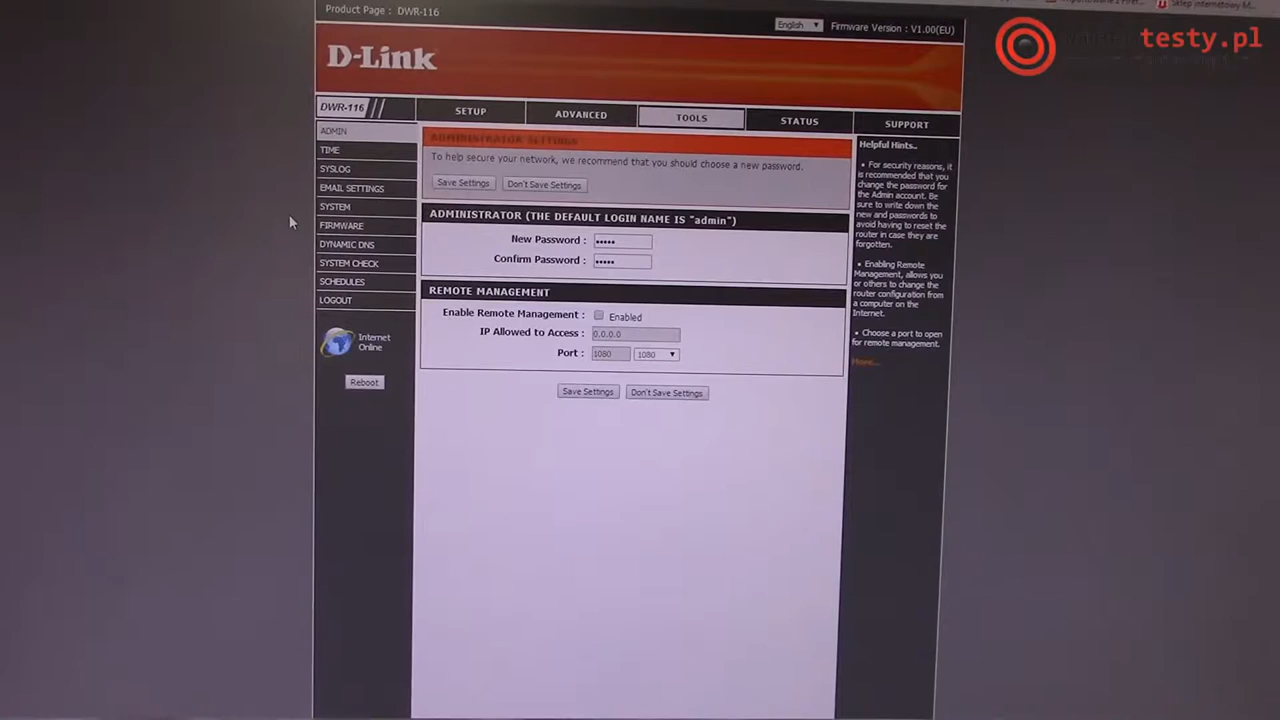 Product Page : DWR-116
English
Firmware Version : V1.00(EU)
testy.pl
D-Link
DWR-116
SETUP
ADVANCED
TOOLS
STATUS
SUPPORT
ADMIN
TIME
SYSLOG
EMAIL SETTINGS
SYSTEM
FIRMWARE
DYNAMIC DNS
SYSTEM CHECK
SCHEDULES
LOGOUT
Internet
Online
Reboot
ADMINISTRATOR SETTINGS
To help secure your network, we recommend that you should choose a new password.
Save Settings
Don't Save Settings
ADMINISTRATOR (THE DEFAULT LOGIN NAME IS "admin")
New Password : •••••
Confirm Password : •••••
REMOTE MANAGEMENT
Enable Remote Management : Enabled
IP Allowed to Access : 0.0.0.0
Port : 1080 1080
Save Settings
Don't Save Settings
Helpful Hints..
• For security reasons, it
is recommended that you
change the password for
the Admin account. Be
sure to write down the
new and passwords to
avoid having to reset the
router in case they are
forgotten.
• Enabling Remote
Management, allows you
or others to change the
router configuration from
a computer on the
Internet.
• Choose a port to open
for remote management.
More...